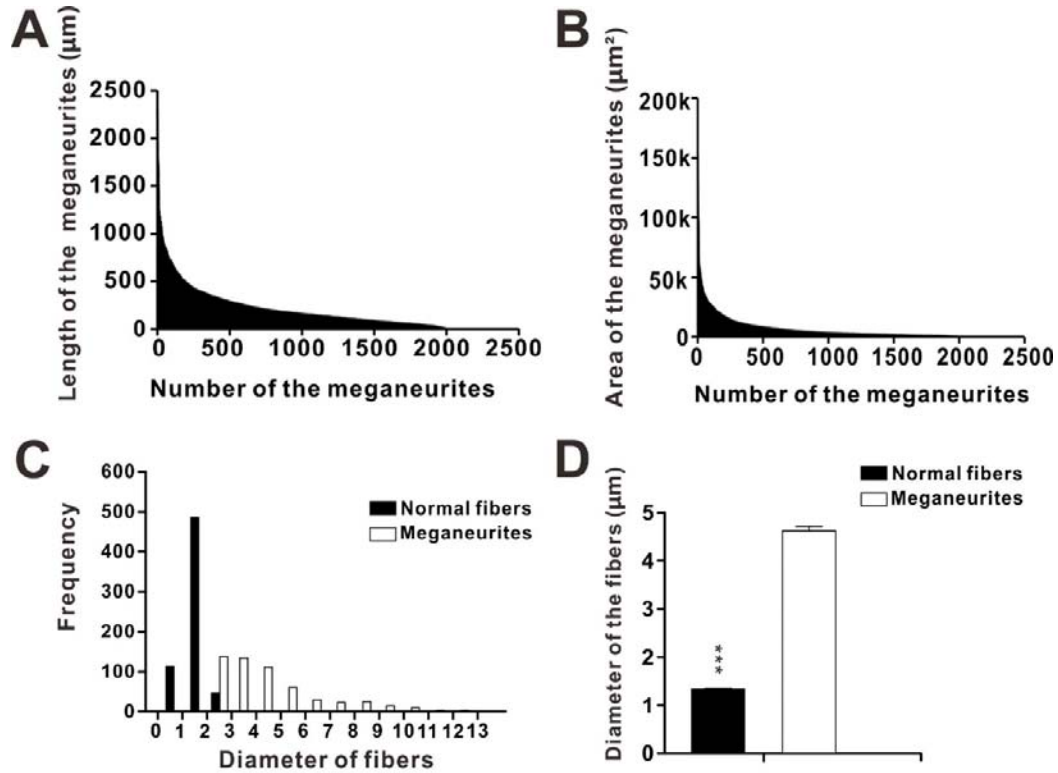 A
Length of the meganeurites (μm)
2500
2000
1500
1000
500
0
0 500 1000 1500 2000 2500
Number of the meganeurites
B
Area of the meganeurites (μm²)
200k
150k
100k
50k
0
0 500 1000 1500 2000 2500
Number of the meganeurites
C
Frequency
600
500
400
300
200
100
0
Normal fibers
Meganeurites
0 1 2 3 4 5 6 7 8 9 10 11 12 13
Diameter of fibers
D
Diameter of the fibers (μm)
Normal fibers
Meganeurites
5
4
3
2
1
0
***